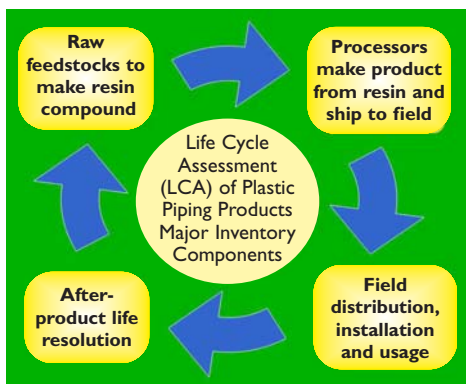 Raw
feedstocks to
make resin
compound
Processors
make product
from resin and
ship to field
Life Cycle
Assessment
(LCA) of Plastic
Piping Products
Major Inventory
Components
After-
product life
resolution
Field
distribution,
installation
and usage